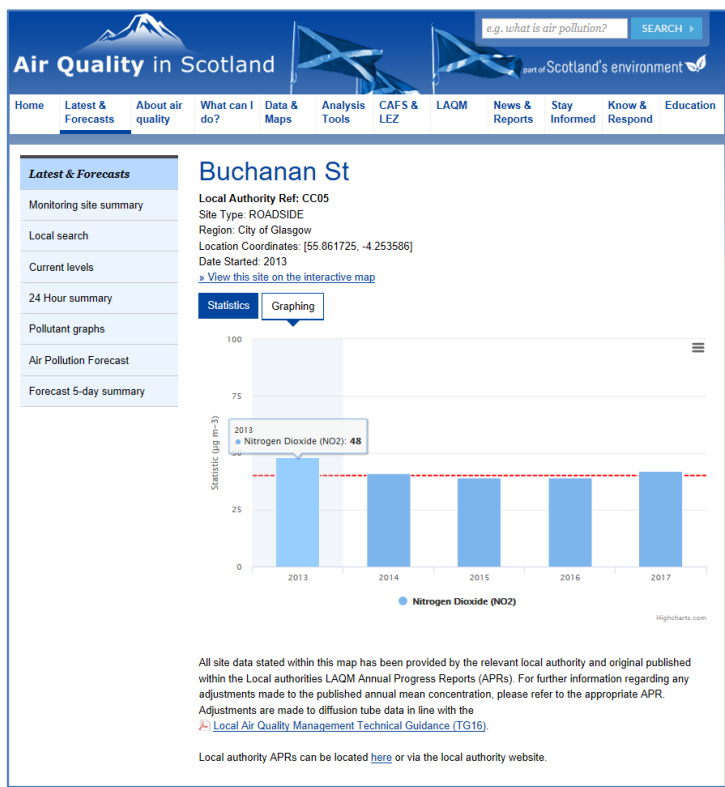 e.g. what is air pollution?
SEARCH ›
Air Quality in Scotland
part of Scotland's environment
Home
Latest &
Forecasts
About air
quality
What can I
do?
Data &
Maps
Analysis
Tools
CAFS &
LEZ
LAQM
News &
Reports
Stay
Informed
Know &
Respond
Education
Latest & Forecasts
Monitoring site summary
Local search
Current levels
24 Hour summary
Pollutant graphs
Air Pollution Forecast
Forecast 5-day summary
Buchanan St
Local Authority Ref: CC05
Site Type: ROADSIDE
Region: City of Glasgow
Location Coordinates: [55.861725, -4.253586]
Date Started: 2013
» View this site on the interactive map
Statistics
Graphing
Statistic (µg m−3)
100
75
50
25
0
2013
Nitrogen Dioxide (NO2): 48
2013
2014
2015
2016
2017
Nitrogen Dioxide (NO2)
Highcharts.com
All site data stated within this map has been provided by the relevant local authority and original published
within the Local authorities LAQM Annual Progress Reports (APRs). For further information regarding any
adjustments made to the published annual mean concentration, please refer to the appropriate APR.
Adjustments are made to diffusion tube data in line with the
Local Air Quality Management Technical Guidance (TG16).
Local authority APRs can be located here or via the local authority website.